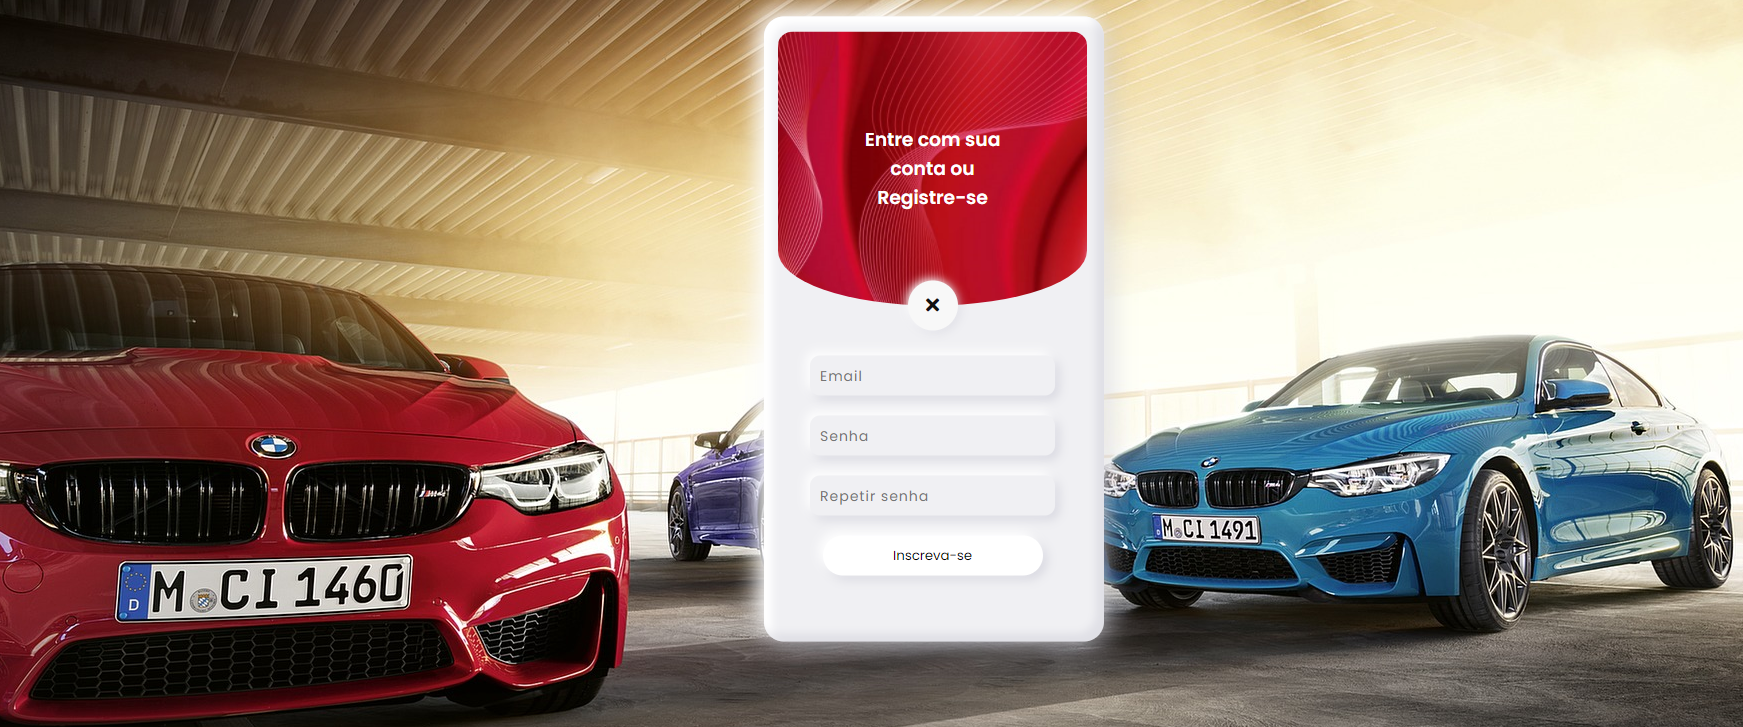 Entre com sua
conta ou
Registre-se
Email
Senha
Repetir senha
Inscreva-se
M CI 1460
D
M CI 1491